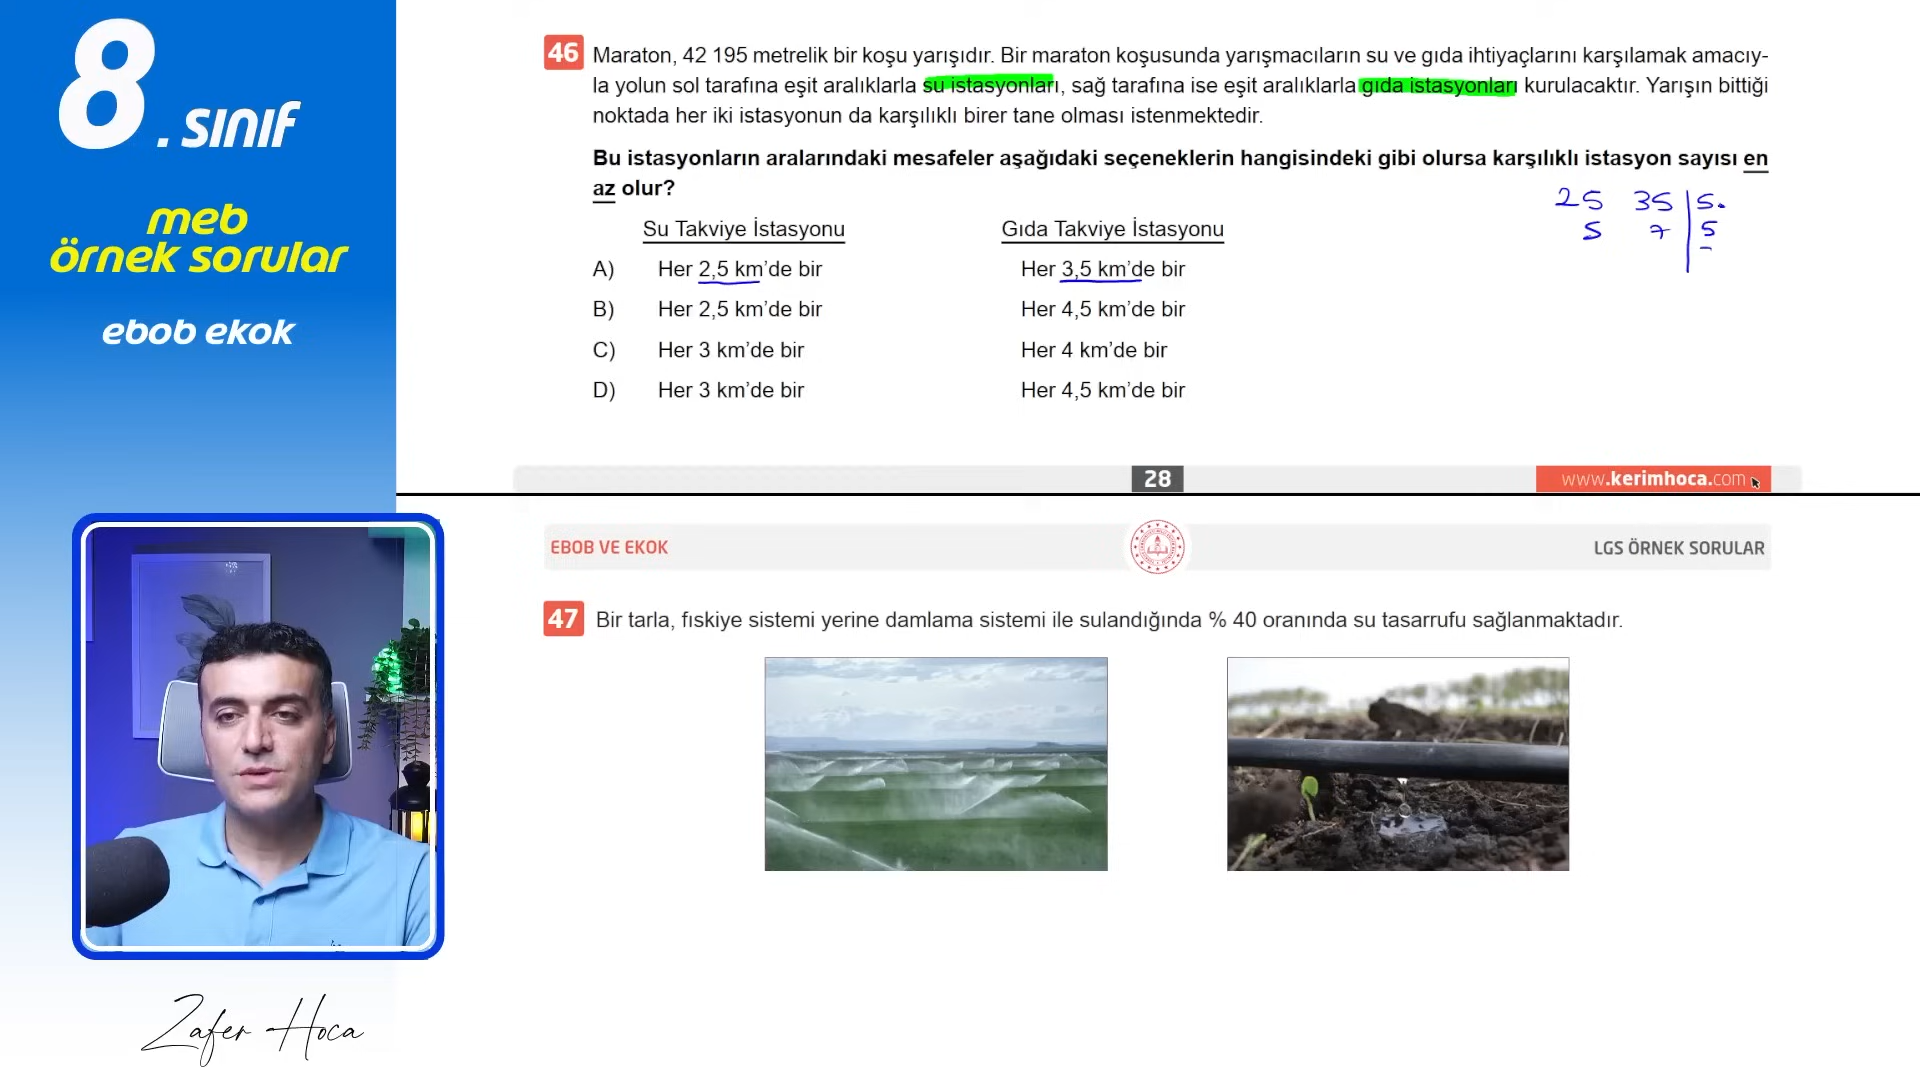 8. SINIF
meb
örnek sorular
ebob ekok
46 Maraton, 42 195 metrelik bir koşu yarışıdır. Bir maraton koşusunda yarışmacıların su ve gıda ihtiyaçlarını karşılamak amacıy-
la yolun sol tarafına eşit aralıklarla su istasyonları, sağ tarafına ise eşit aralıklarla gıda istasyonları kurulacaktır. Yarışın bittiği
noktada her iki istasyonun da karşılıklı birer tane olması istenmektedir.
Bu istasyonların aralarındaki mesafeler aşağıdaki seçeneklerin hangisindeki gibi olursa karşılıklı istasyon sayısı en
az olur?
25 35 | 5.
5 7 | 5
Su Takviye İstasyonu Gıda Takviye İstasyonu
A) Her 2,5 km’de bir Her 3,5 km’de bir
B) Her 2,5 km’de bir Her 4,5 km’de bir
C) Her 3 km’de bir Her 4 km’de bir
D) Her 3 km’de bir Her 4,5 km’de bir
28
www.kerimhoca.com
EBOB VE EKOK
LGS ÖRNEK SORULAR
47 Bir tarla, fıskiye sistemi yerine damlama sistemi ile sulandığında % 40 oranında su tasarrufu sağlanmaktadır.
Zafer Hoca